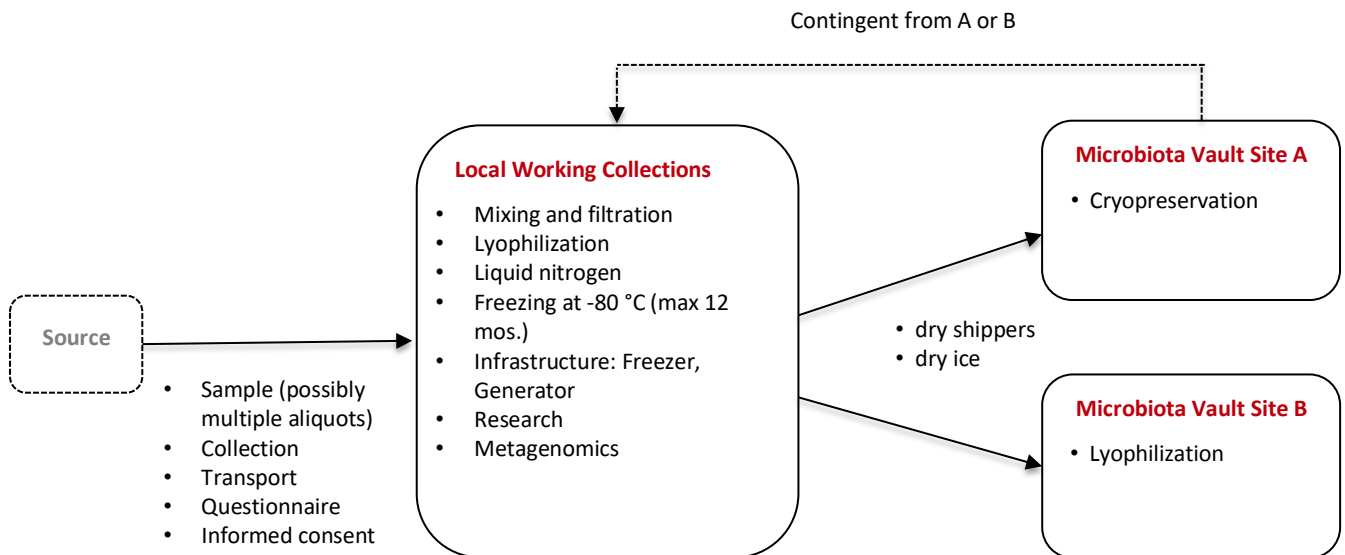 Contingent from A or B
Source
• Sample (possibly
multiple aliquots)
• Collection
• Transport
• Questionnaire
• Informed consent
Local Working Collections
• Mixing and filtration
• Lyophilization
• Liquid nitrogen
• Freezing at -80 °C (max 12
mos.)
• Infrastructure: Freezer,
Generator
• Research
• Metagenomics
• dry shippers
• dry ice
Microbiota Vault Site A
• Cryopreservation
Microbiota Vault Site B
• Lyophilization